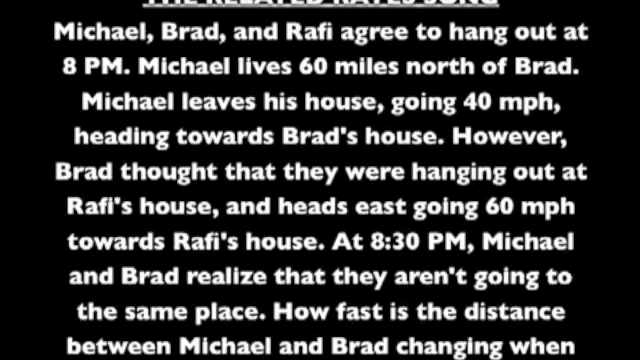 THE RELATED RATES SONG
Michael, Brad, and Rafi agree to hang out at
8 PM. Michael lives 60 miles north of Brad.
Michael leaves his house, going 40 mph,
heading towards Brad's house. However,
Brad thought that they were hanging out at
Rafi's house, and heads east going 60 mph
towards Rafi's house. At 8:30 PM, Michael
and Brad realize that they aren't going to
the same place. How fast is the distance
between Michael and Brad changing when